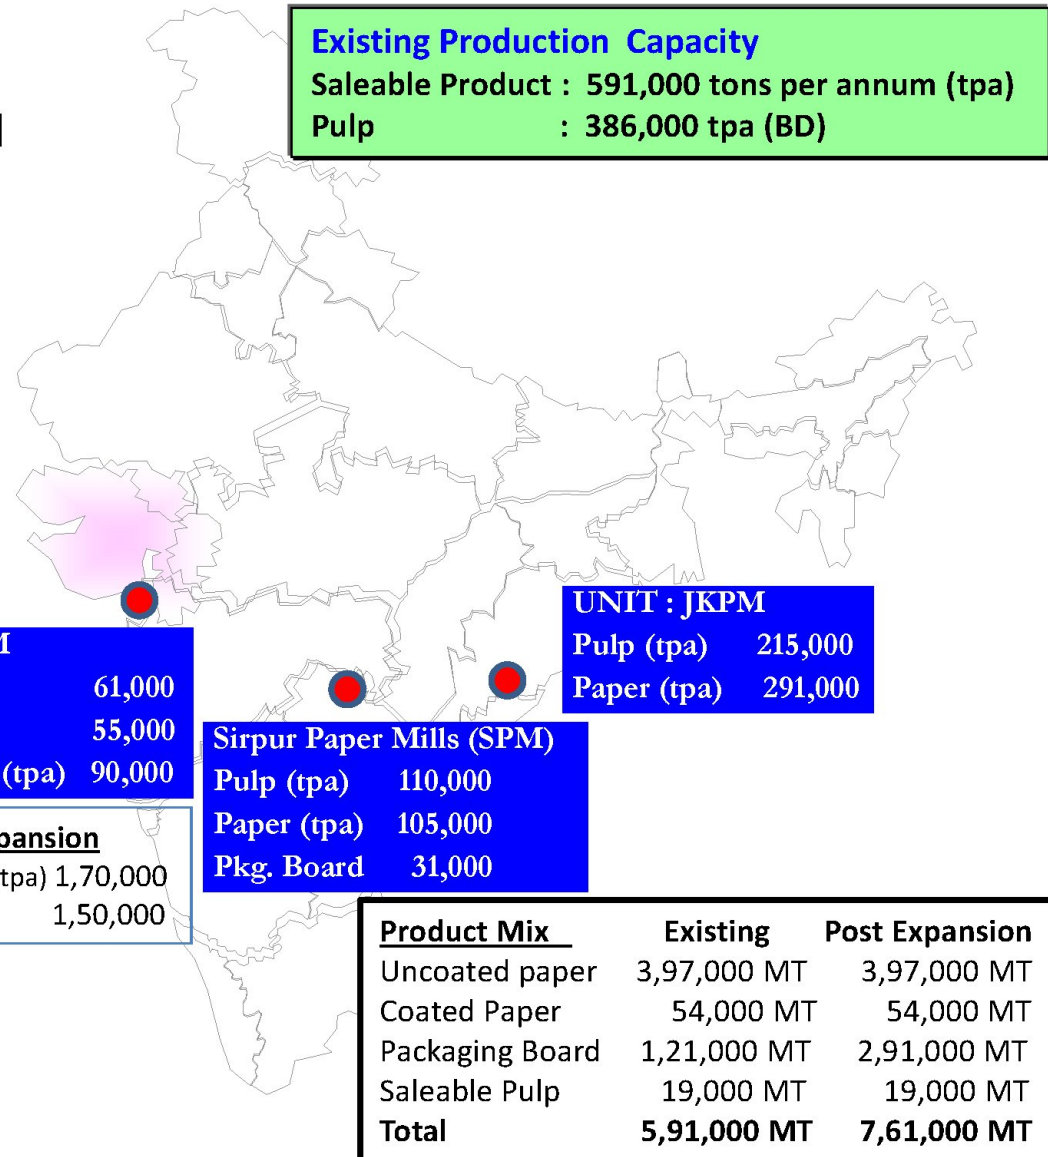 Existing Production Capacity
Saleable Product : 591,000 tons per annum (tpa)
Pulp : 386,000 tpa (BD)
UNIT : JKPM
Pulp (tpa) 215,000
Paper (tpa) 291,000
61,000
55,000
(tpa) 90,000
Sirpur Paper Mills (SPM)
Pulp (tpa) 110,000
Paper (tpa) 105,000
Pkg. Board 31,000
pansion
tpa) 1,70,000
1,50,000
Product Mix Existing Post Expansion
Uncoated paper 3,97,000 MT 3,97,000 MT
Coated Paper 54,000 MT 54,000 MT
Packaging Board 1,21,000 MT 2,91,000 MT
Saleable Pulp 19,000 MT 19,000 MT
Total 5,91,000 MT 7,61,000 MT